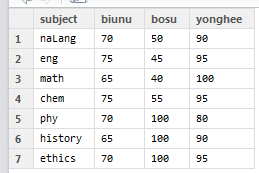 subject biunu bosu yonghee
1 naLang 70 50 90
2 eng 75 45 95
3 math 65 40 100
4 chem 75 55 95
5 phy 70 100 80
6 history 65 100 90
7 ethics 70 100 95